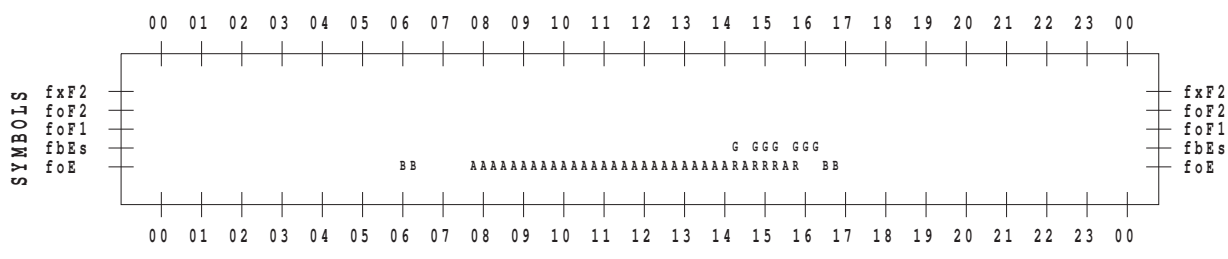 00 01 02 03 04 05 06 07 08 09 10 11 12 13 14 15 16 17 18 19 20 21 22 23 00
SYMBOLS
fxF2 fxF2
foF2 foF2
foF1 foF1
fbEs G GGG GGG fbEs
foE BB AAAAAAAAAAAAAAAAAAAAAAAAAARARRRAR BB foE
00 01 02 03 04 05 06 07 08 09 10 11 12 13 14 15 16 17 18 19 20 21 22 23 00